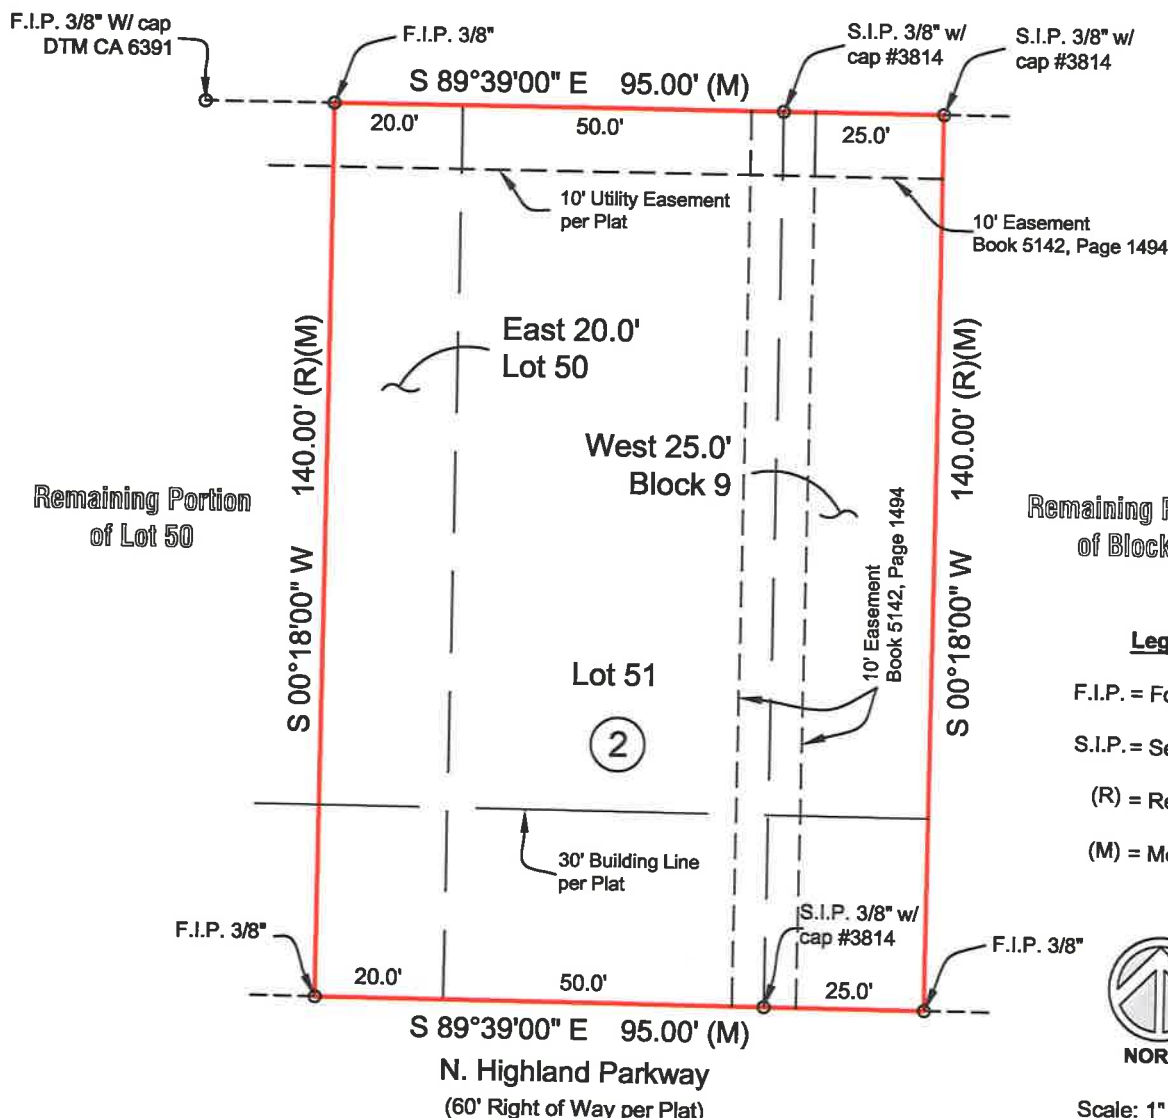 F.I.P. 3/8" W/ cap
DTM CA 6391
F.I.P. 3/8"
S.I.P. 3/8" w/
cap #3814
S.I.P. 3/8" w/
cap #3814
S 89°39'00" E 95.00' (M)
20.0'
50.0'
25.0'
10' Utility Easement
per Plat
10' Easement
Book 5142, Page 1494
East 20.0'
Lot 50
S 00°18'00" W 140.00' (R)(M)
S 00°18'00" W 140.00' (R)(M)
West 25.0'
Block 9
Remaining Portion
of Lot 50
Remaining
of Block
10' Easement
Book 5142, Page 1494
Lot 51
2
F.I.P. =
S.I.P. =
(R) =
(M) =
30' Building Line
per Plat
F.I.P. 3/8"
S.I.P. 3/8" w/
cap #3814
F.I.P. 3/8"
20.0'
50.0'
25.0'
S 89°39'00" E 95.00' (M)
N. Highland Parkway
(60' Right of Way per Plat)
Scale: 1"